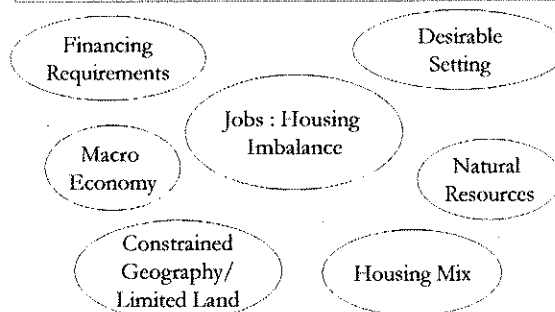 Financing
Requirements
Desirable
Setting
Jobs : Housing
Imbalance
Macro
Economy
Natural
Resources
Constrained
Geography/
Limited Land
Housing Mix